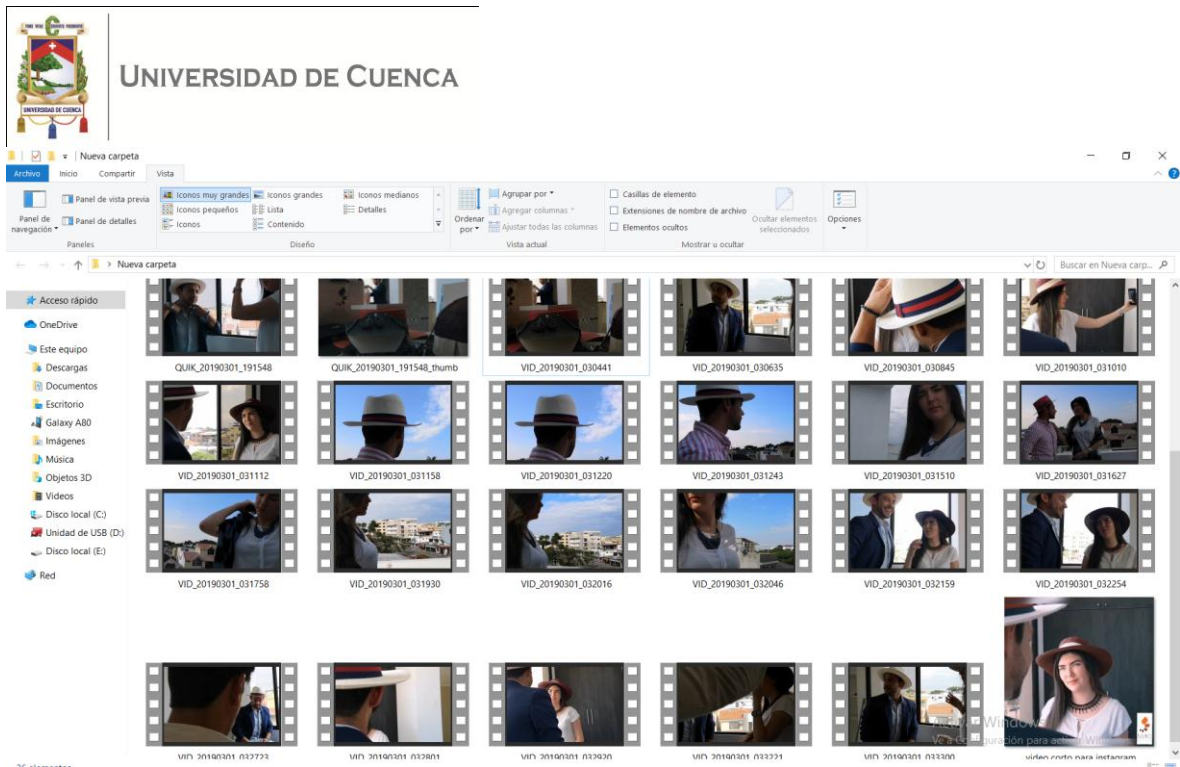 FONS VITAE ERUDITIO POSSIDENTIS
UNIVERSIDAD DE CUENCA
UNIVERSIDAD DE CUENCA
Nueva carpeta
Archivo Inicio Compartir Vista
Panel de navegación
Panel de vista previa
Panel de detalles
Paneles
Iconos muy grandes Iconos grandes Iconos medianos
Iconos pequeños Lista Detalles
Iconos Contenido
Diseño
Ordenar por
Agrupar por
Agregar columnas
Ajustar todas las columnas
Vista actual
Casillas de elemento
Extensiones de nombre de archivo
Elementos ocultos
Ocultar elementos seleccionados
Mostrar u ocultar
Opciones
> Nueva carpeta
Buscar en Nueva carp...
Acceso rápido
OneDrive
Este equipo
Descargas
Documentos
Escritorio
Galaxy A80
Imágenes
Música
Objetos 3D
Videos
Disco local (C:)
Unidad de USB (D:)
Disco local (E:)
Red
QUIK_20190301_191548 QUIK_20190301_191548_thumb VID_20190301_030441 VID_20190301_030635 VID_20190301_030845 VID_20190301_031010
VID_20190301_031112 VID_20190301_031158 VID_20190301_031220 VID_20190301_031243 VID_20190301_031510 VID_20190301_031627
VID_20190301_031758 VID_20190301_031930 VID_20190301_032016 VID_20190301_032046 VID_20190301_032159 VID_20190301_032254
VID_20190301_032723 VID_20190301_032801 VID_20190301_032920 VID_20190301_033221 VID_20190301_033300 video corto para instagram